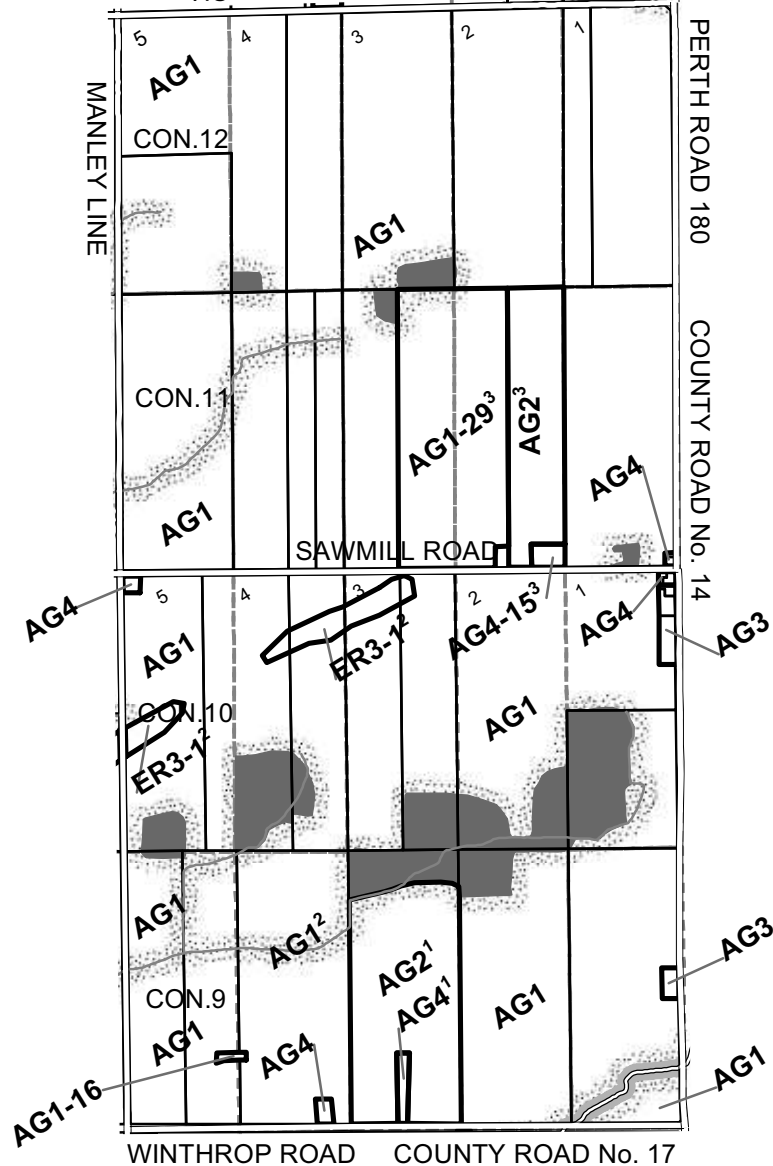 5 4 3 2 1
AG1
MANLEY LINE
PERTH ROAD 180
CON.12
AG1
COUNTY ROAD No. 14
CON.11
AG1-29³
AG2³
AG4
AG1
SAWMILL ROAD
5 4 3 2 1
AG4
AG1
ER3-1²
AG4-15³
AG4
AG3
CON.10
AG1
ER3-1²
AG1
AG1²
AG2¹
AG3
CON.9
AG4¹
AG1
AG1
AG4
AG1
AG1-16
WINTHROP ROAD COUNTY ROAD No. 17